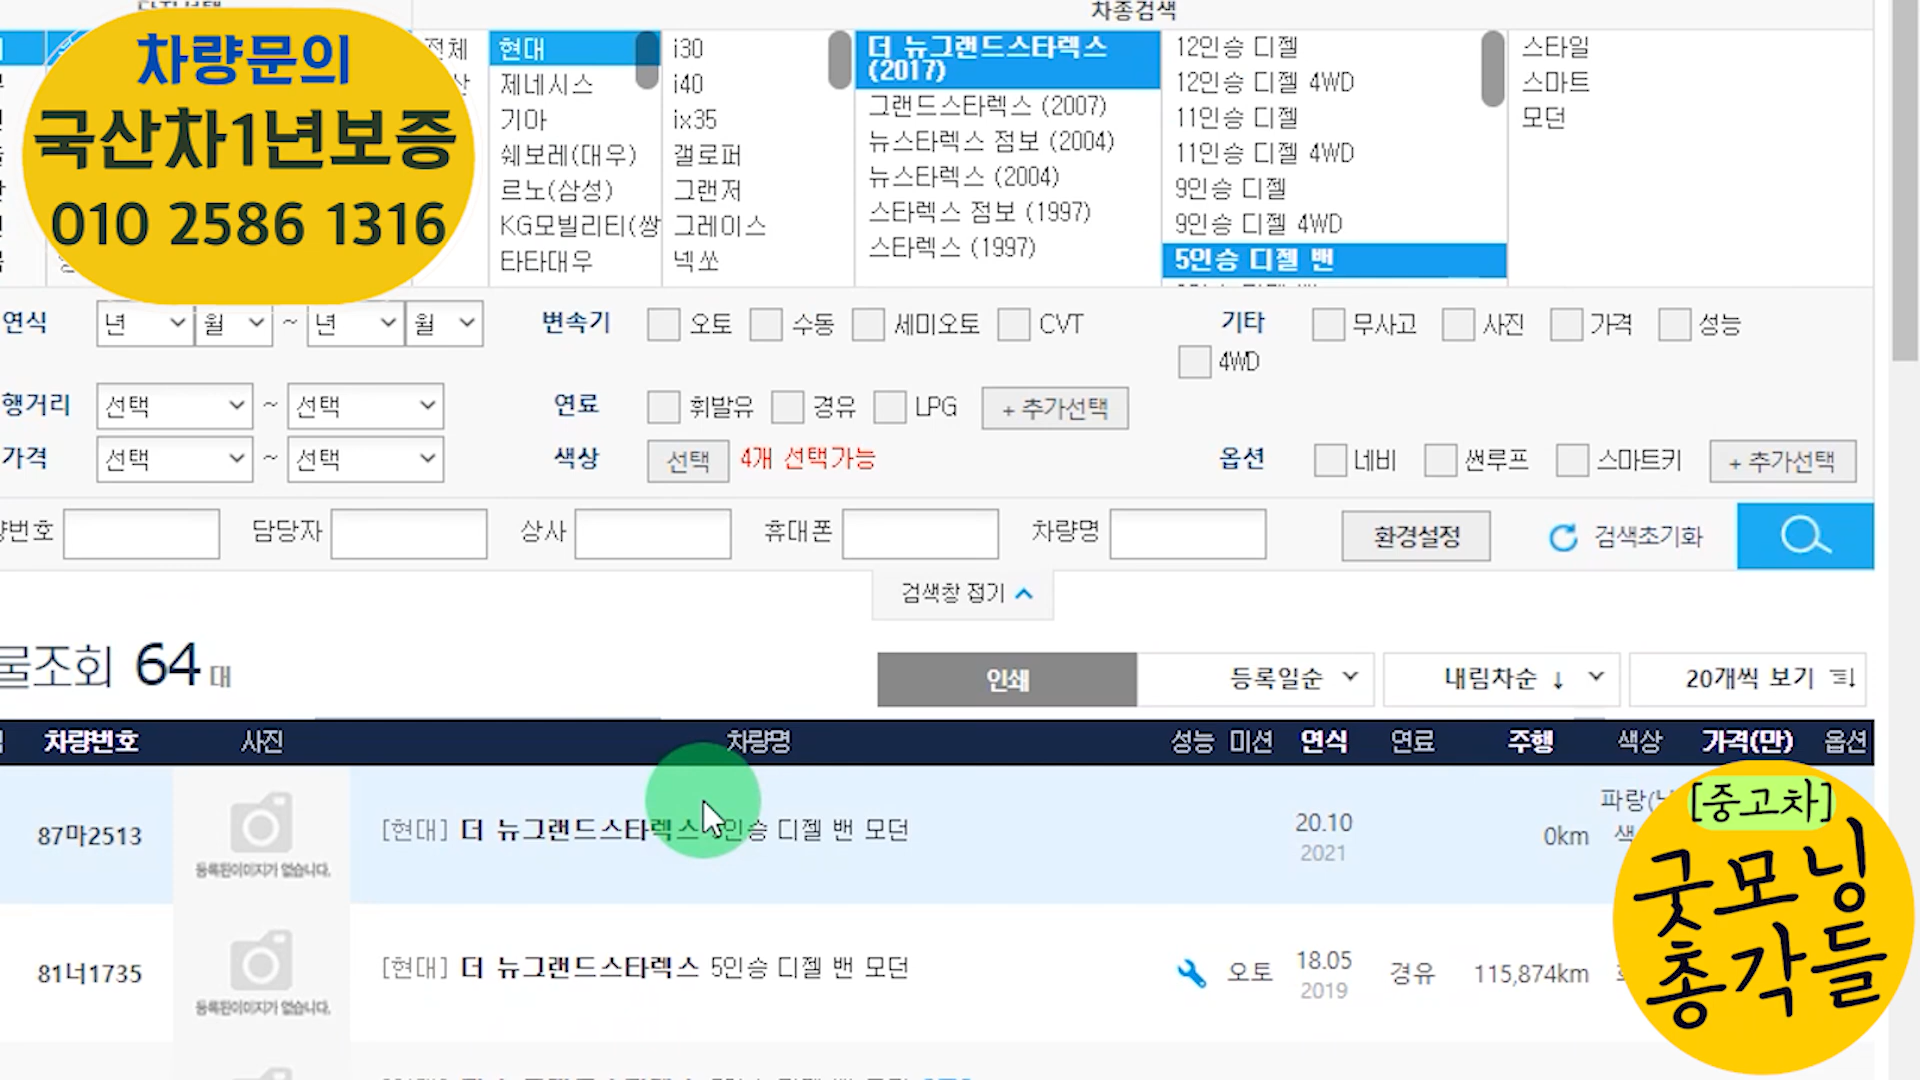 차종검색
차량문의
국산차1년보증
010 2586 1316
전체
현대
제네시스
기아
쉐보레(대우)
르노(삼성)
KG모빌리티(쌍
타타대우
i30
i40
ix35
갤로퍼
그랜저
그레이스
넥쏘
더 뉴그랜드스타렉스
(2017)
그랜드스타렉스 (2007)
뉴스타렉스 점보 (2004)
뉴스타렉스 (2004)
스타렉스 점보 (1997)
스타렉스 (1997)
12인승 디젤
12인승 디젤 4WD
11인승 디젤
11인승 디젤 4WD
9인승 디젤
9인승 디젤 4WD
5인승 디젤 밴
스타일
스마트
모던
연식 년 월 ~ 년 월 변속기 오토 수동 세미오토 CVT 기타 무사고 사진 가격 성능
4WD
행거리 선택 ~ 선택 연료 휘발유 경유 LPG + 추가선택
가격 선택 ~ 선택 색상 선택 4개 선택가능 옵션 네비 썬루프 스마트키 + 추가선택
량번호 담당자 상사 휴대폰 차량명 환경설정 검색초기화
검색창 접기
물조회 64 대
인쇄 등록일순 내림차순 ↓ 20개씩 보기
차량번호 사진 차량명 성능 미션 연식 연료 주행 색상 가격(만) 옵션
87마2513 등록된이미지가 없습니다. [현대] 더 뉴그랜드스타렉스 5인승 디젤 밴 모던 20.10 2021 0km 파랑(
81너1735 등록된이미지가 없습니다. [현대] 더 뉴그랜드스타렉스 5인승 디젤 밴 모던 오토 18.05 2019 경유 115,874km
[중고차]
굿모닝
총각들